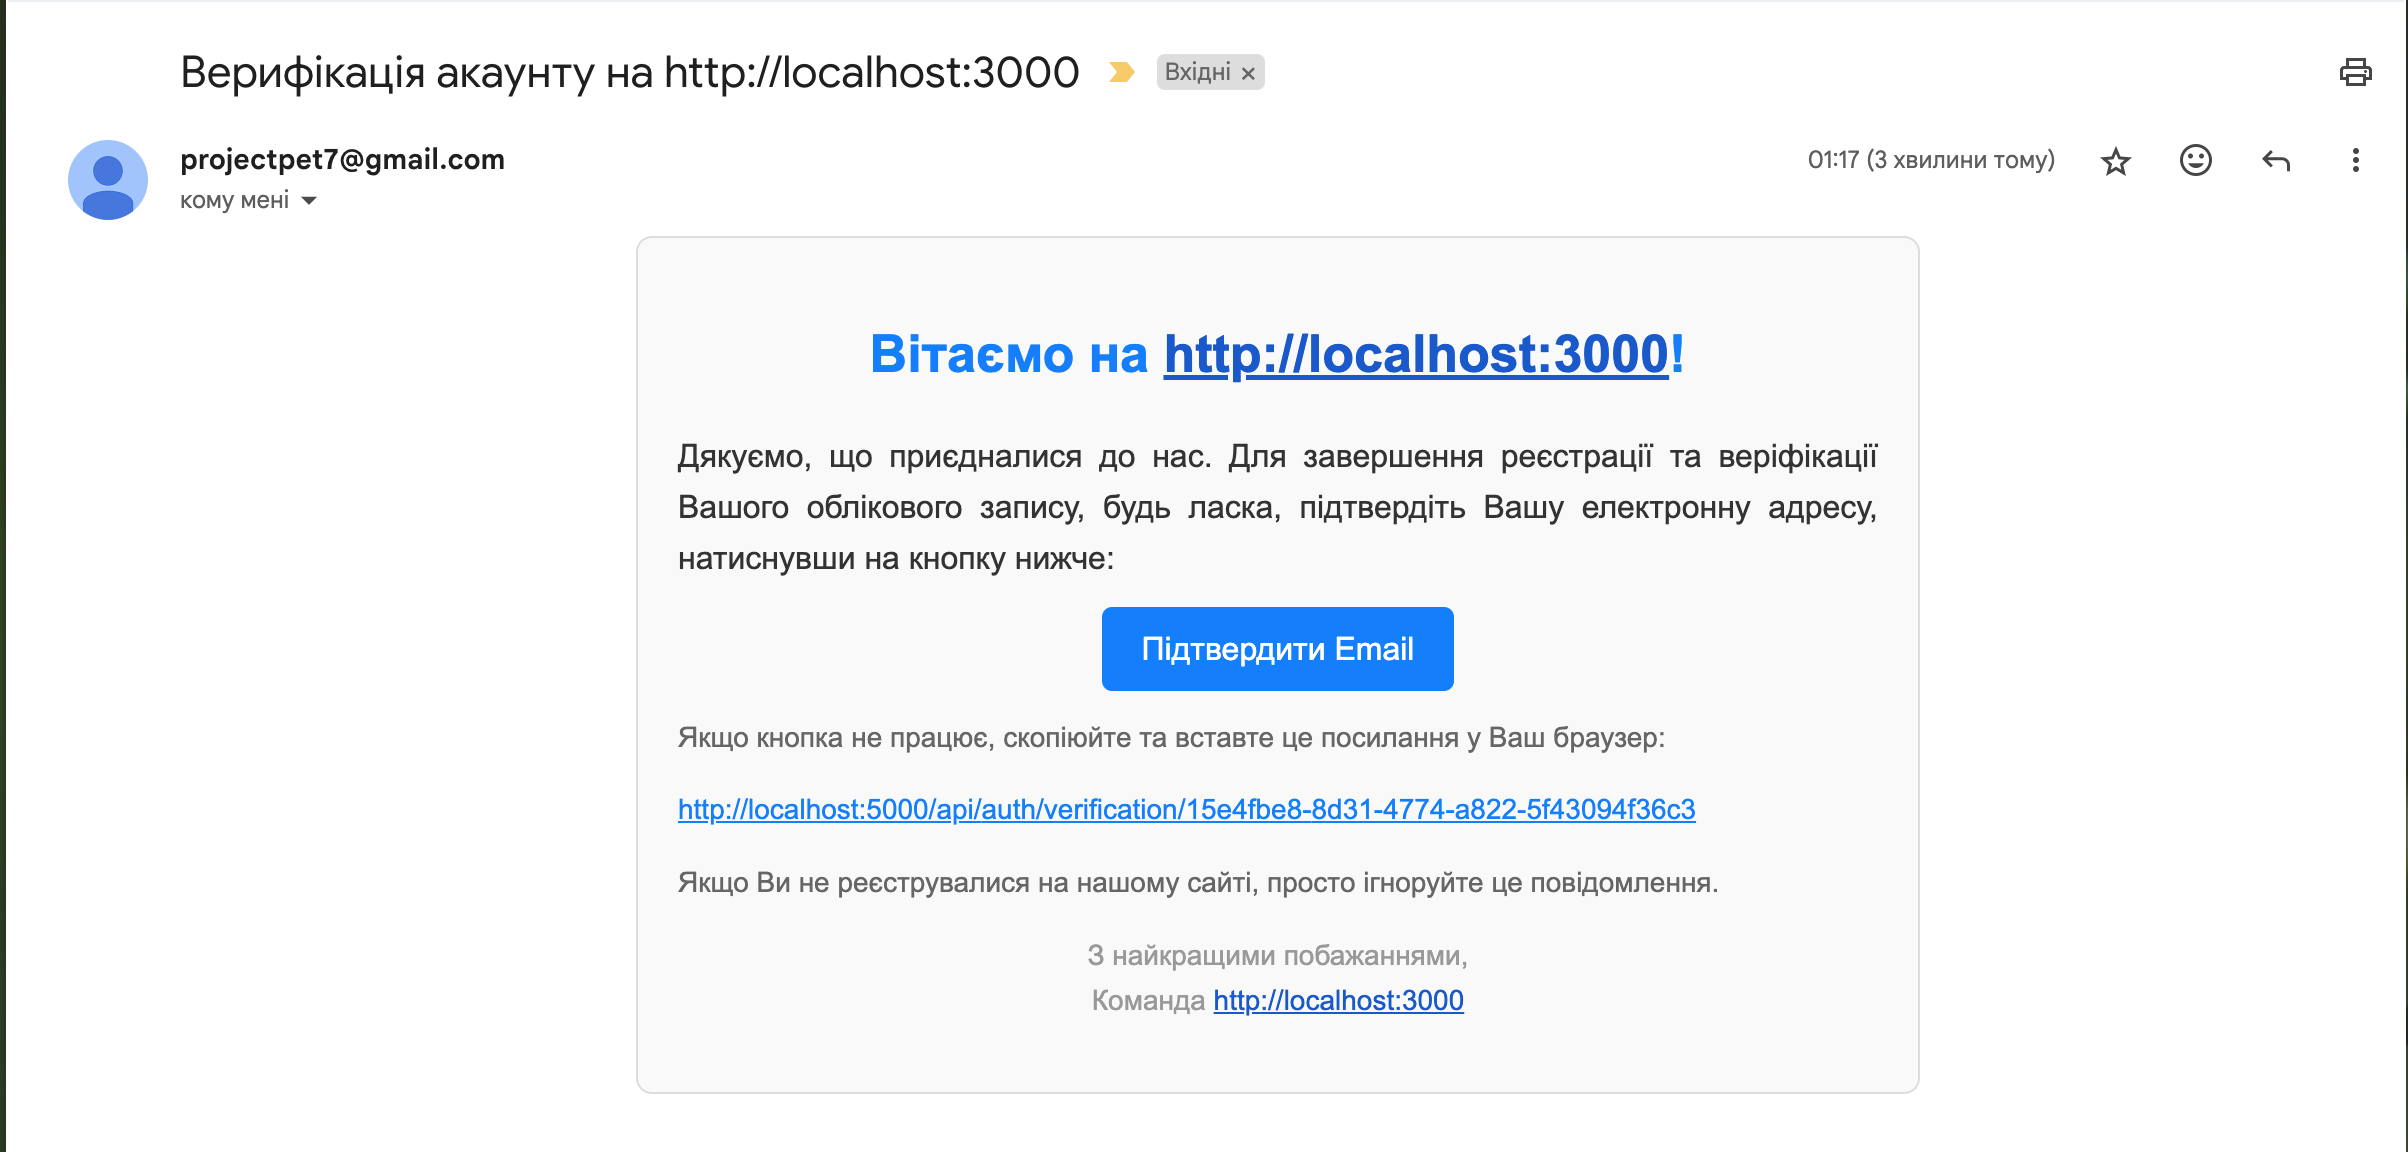 Верифікація акаунту на http://localhost:3000 Вхідні ×
projectpet7@gmail.com 01:17 (3 хвилини тому)
кому мені
Вітаємо на http://localhost:3000!
Дякуємо, що приєдналися до нас. Для завершення реєстрації та веріфікації
Вашого облікового запису, будь ласка, підтвердіть Вашу електронну адресу,
натиснувши на кнопку нижче:
Підтвердити Email
Якщо кнопка не працює, скопіюйте та вставте це посилання у Ваш браузер:
http://localhost:5000/api/auth/verification/15e4fbe8-8d31-4774-a822-5f43094f36c3
Якщо Ви не реєструвалися на нашому сайті, просто ігноруйте це повідомлення.
З найкращими побажаннями,
Команда http://localhost:3000